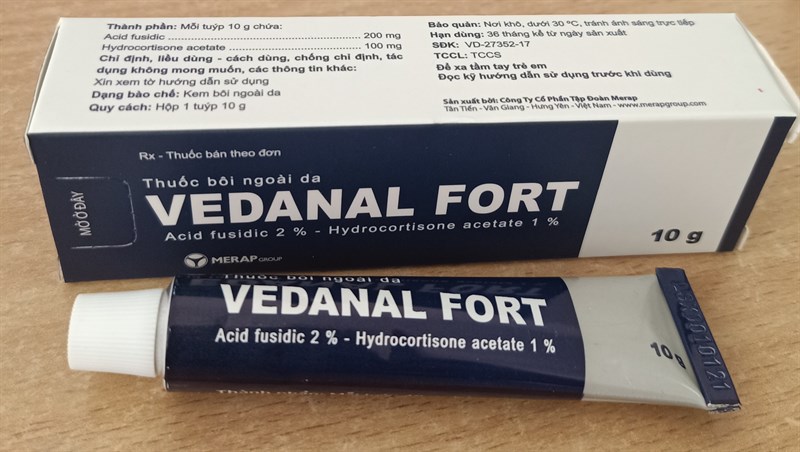 Thành phần: Mỗi tuýp 10 g chứa:
Acid fusidic ........................................ 200 mg
Hydrocortisone acetate ........................... 100 mg
Chỉ định, liều dùng - cách dùng, chống chỉ định, tác
dụng không mong muốn, các thông tin khác:
Xin xem tờ hướng dẫn sử dụng
Dạng bào chế: Kem bôi ngoài da
Quy cách: Hộp 1 tuýp 10 g
Bảo quản: Nơi khô, dưới 30 ºC, tránh ánh sáng trực tiếp
Hạn dùng: 36 tháng kể từ ngày sản xuất
SĐK: VD-27352-17
TCCL: TCCS
Để xa tầm tay trẻ em
Đọc kỹ hướng dẫn sử dụng trước khi dùng
Sản xuất bởi: Công Ty Cổ Phần Tập Đoàn Merap
Tân Tiến - Văn Giang - Hưng Yên - Việt Nam - www.merapgroup.com
MỞ Ở ĐÂY
Rx - Thuốc bán theo đơn
Thuốc bôi ngoài da
VEDANAL FORT
Acid fusidic 2 % - Hydrocortisone acetate 1 %
10 g
MERAP GROUP
Thuốc bôi ngoài da
VEDANAL FORT
Acid fusidic 2 % - Hydrocortisone acetate 1 %
10 g